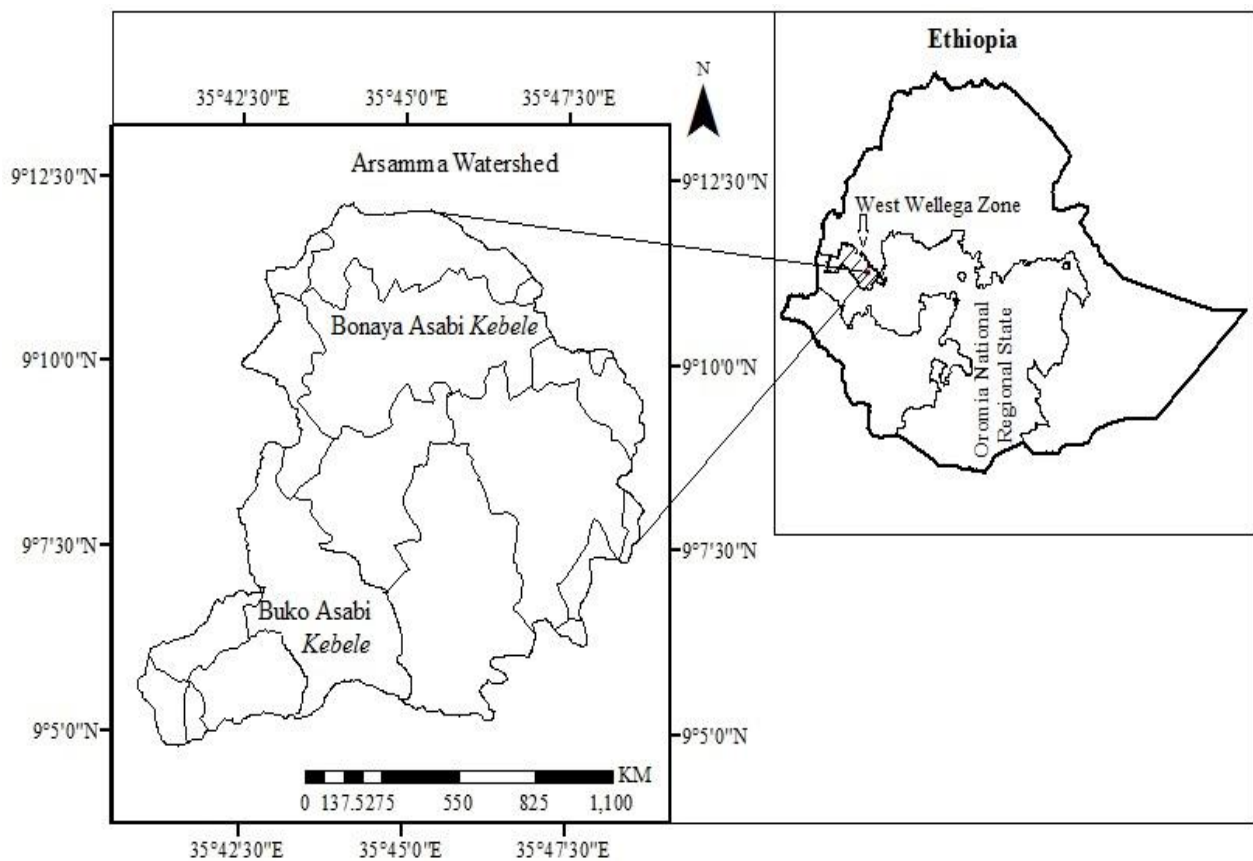 Ethiopia
N
35°42'30"E 35°45'0"E 35°47'30"E
Arsamma Watershed
9°12'30"N
9°12'30"N
West Wellega Zone
Bonaya Asabi Kebele
9°10'0"N
9°10'0"N
Oromia National
Regional State
9°7'30"N
9°7'30"N
Buko Asabi
Kebele
9°5'0"N
9°5'0"N
KM
0 137.5275 550 825 1,100
35°42'30"E 35°45'0"E 35°47'30"E